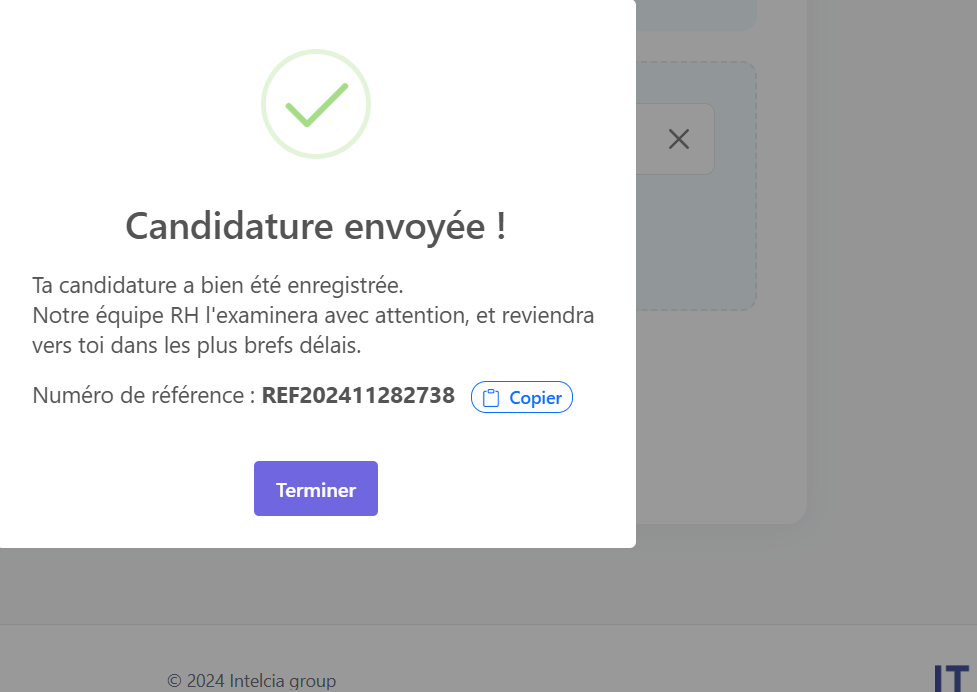 Candidature envoyée !
Ta candidature a bien été enregistrée.
Notre équipe RH l'examinera avec attention, et reviendra
vers toi dans les plus brefs délais.
Numéro de référence : REF202411282738 Copier
Terminer
© 2024 Intelcia group
IT